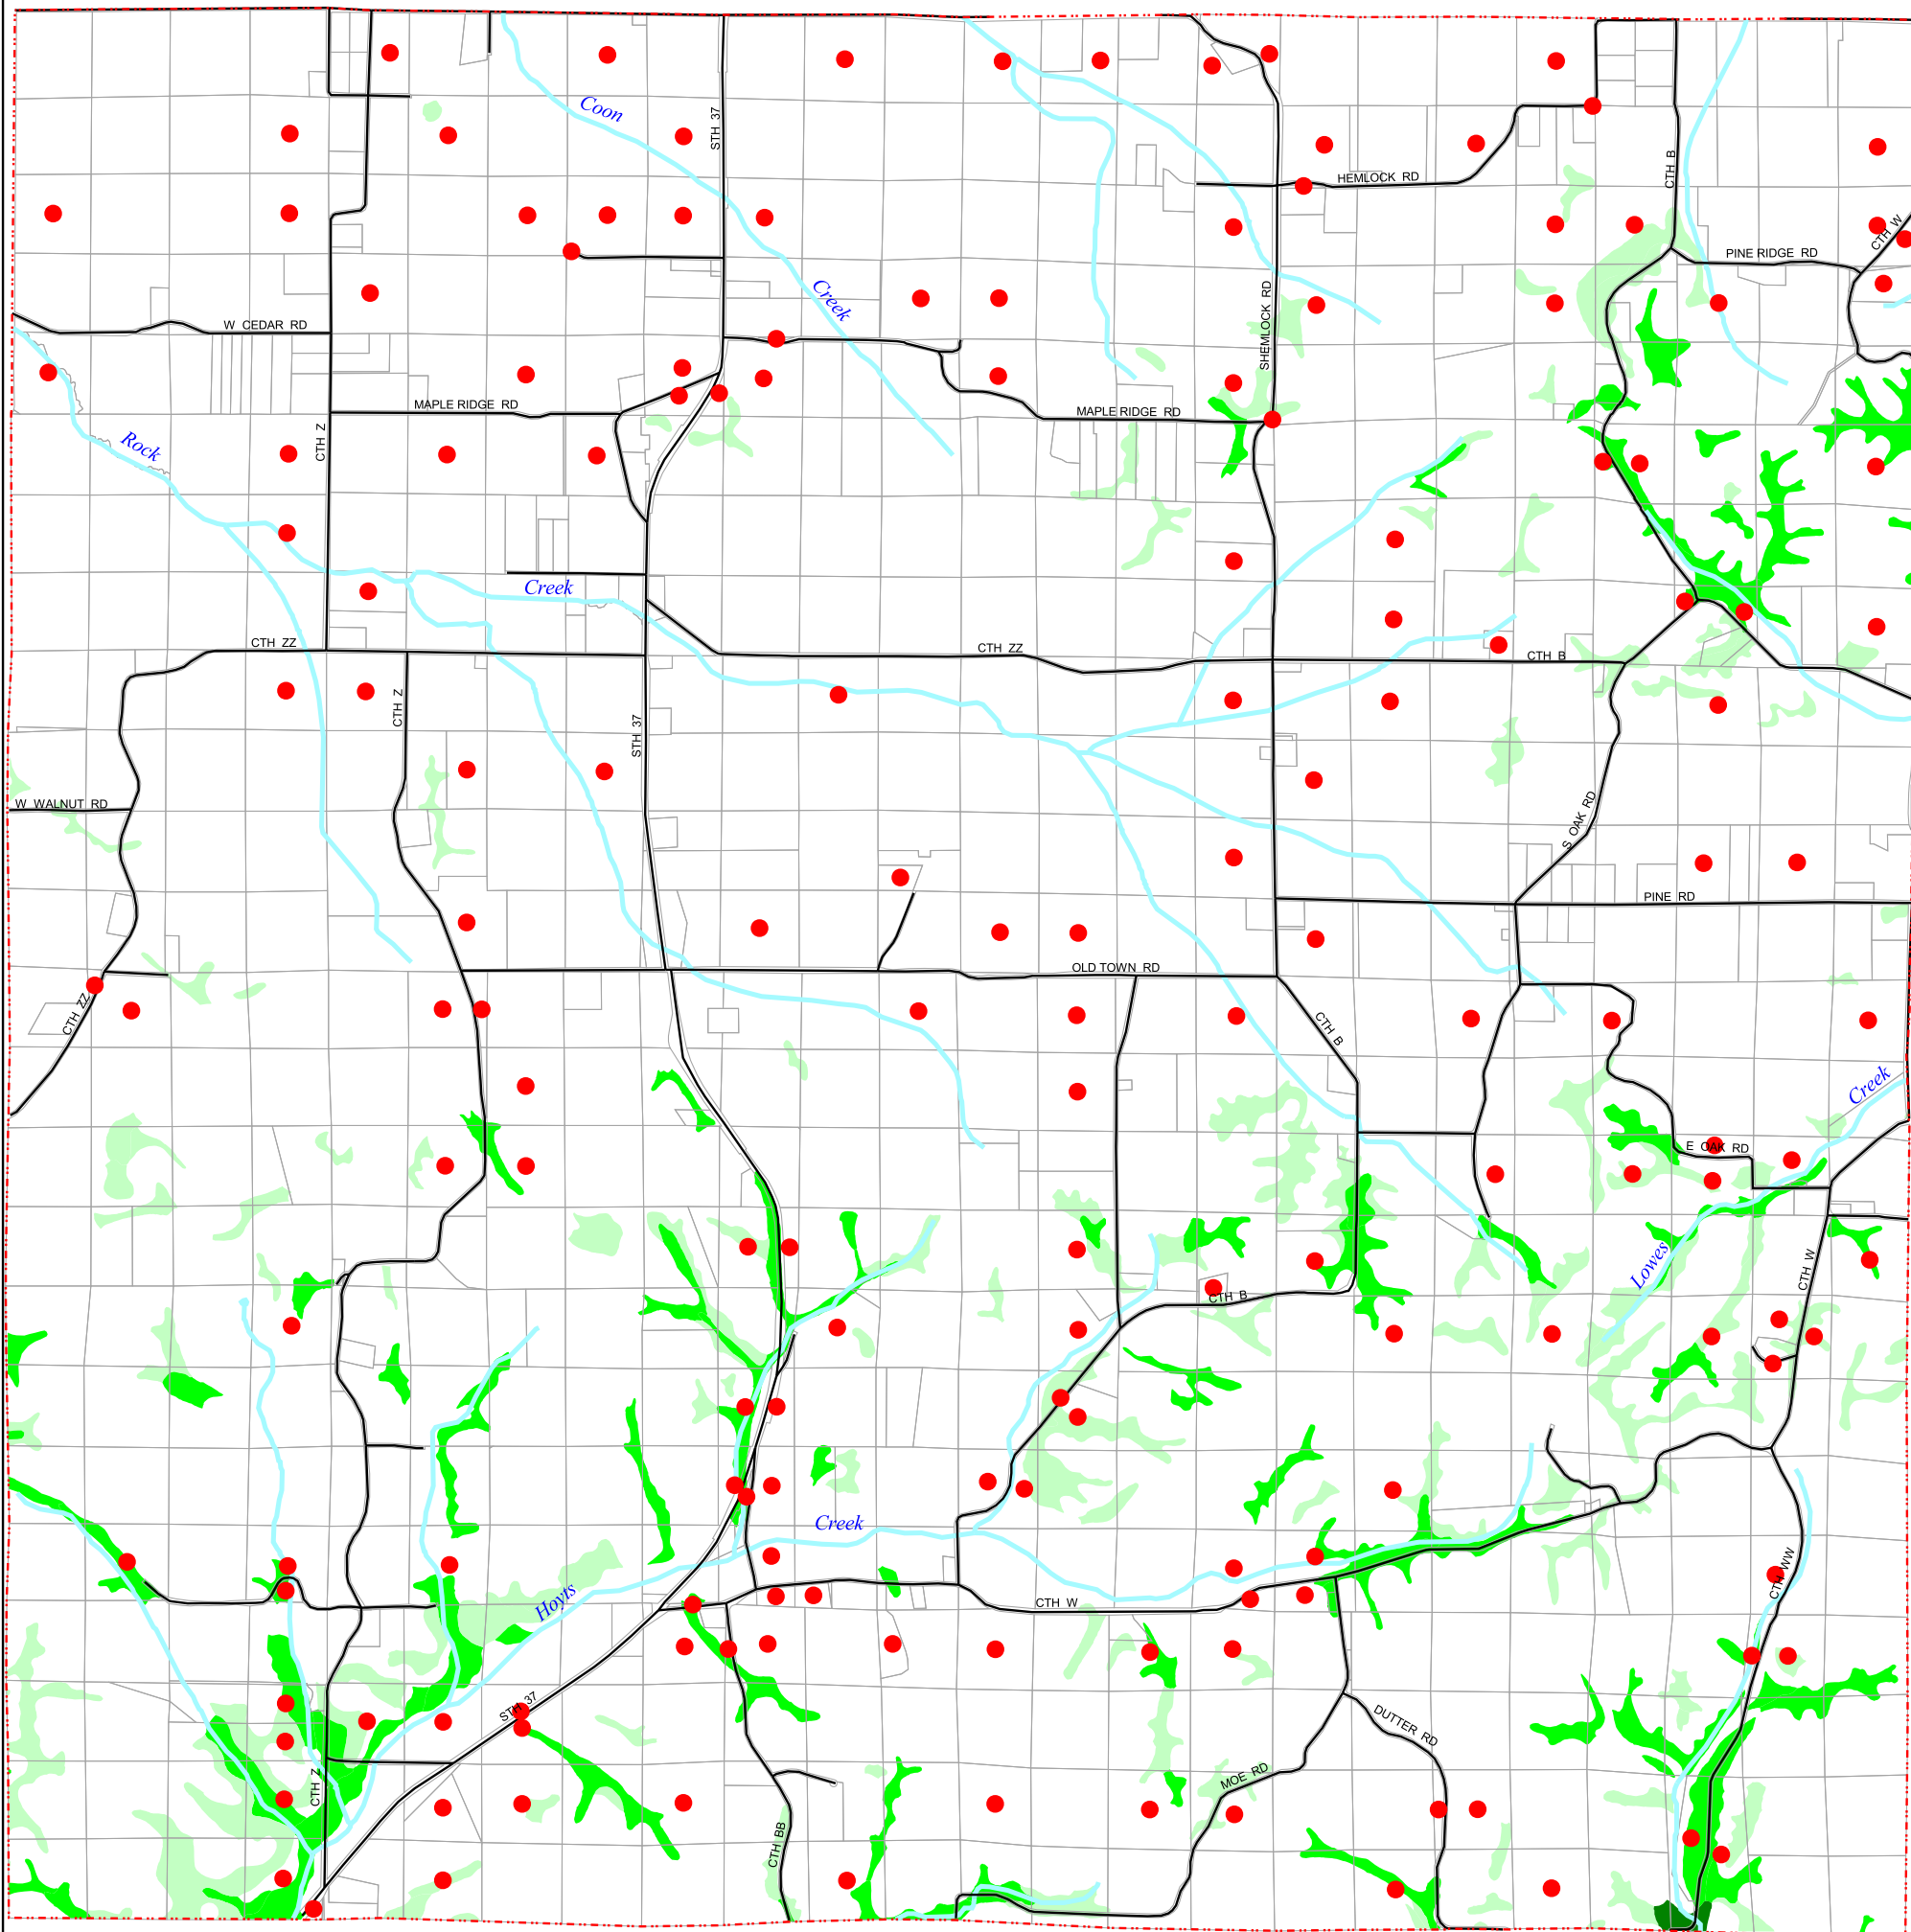 Coon
STH 37
CTH B
HEMLOCK RD
CTH W
PINE RIDGE RD
Creek
SHEMLOCK RD
W CEDAR RD
MAPLE RIDGE RD
MAPLE RIDGE RD
Rock
CTH Z
Creek
CTH ZZ
CTH ZZ
CTH B
CTH Z
STH 37
W WALNUT RD
S OAK RD
PINE RD
OLD TOWN RD
CTH ZZ
CTH B
Creek
E OAK RD
Lowes
CTH W
CTH B
Creek
Hoyts
CTH WW
CTH W
STH 37
DUTTER RD
MOE RD
CTH Z
CTH BB